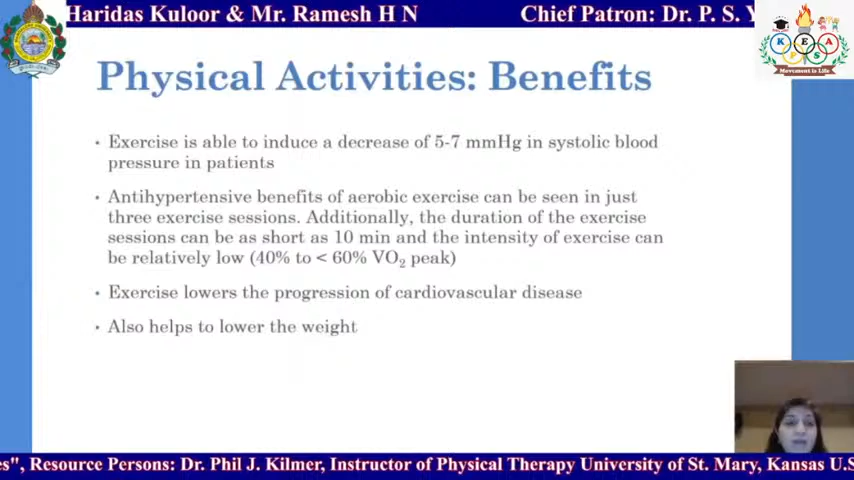 Haridas Kuloor & Mr. Ramesh H N Chief Patron: Dr. P. S. Y
K E A
P S
Movement is Life
Physical Activities: Benefits
• Exercise is able to induce a decrease of 5-7 mmHg in systolic blood
pressure in patients
• Antihypertensive benefits of aerobic exercise can be seen in just
three exercise sessions. Additionally, the duration of the exercise
sessions can be as short as 10 min and the intensity of exercise can
be relatively low (40% to < 60% VO₂ peak)
• Exercise lowers the progression of cardiovascular disease
• Also helps to lower the weight
es", Resource Persons: Dr. Phil J. Kilmer, Instructor of Physical Therapy University of St. Mary, Kansas U.S